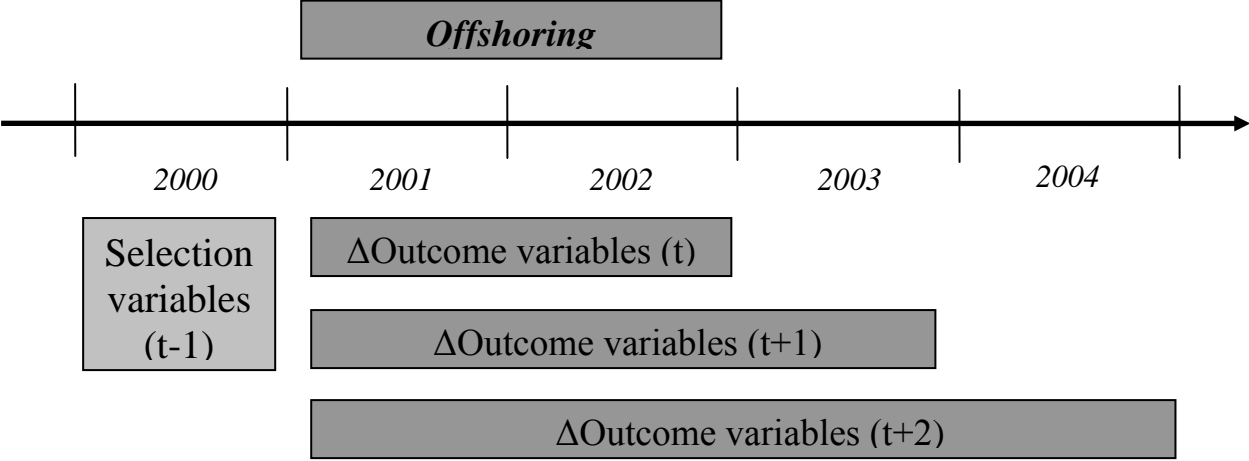 Offshoring
2000 2001 2002 2003 2004
Selection
variables
(t-1)
ΔOutcome variables (t)
ΔOutcome variables (t+1)
ΔOutcome variables (t+2)